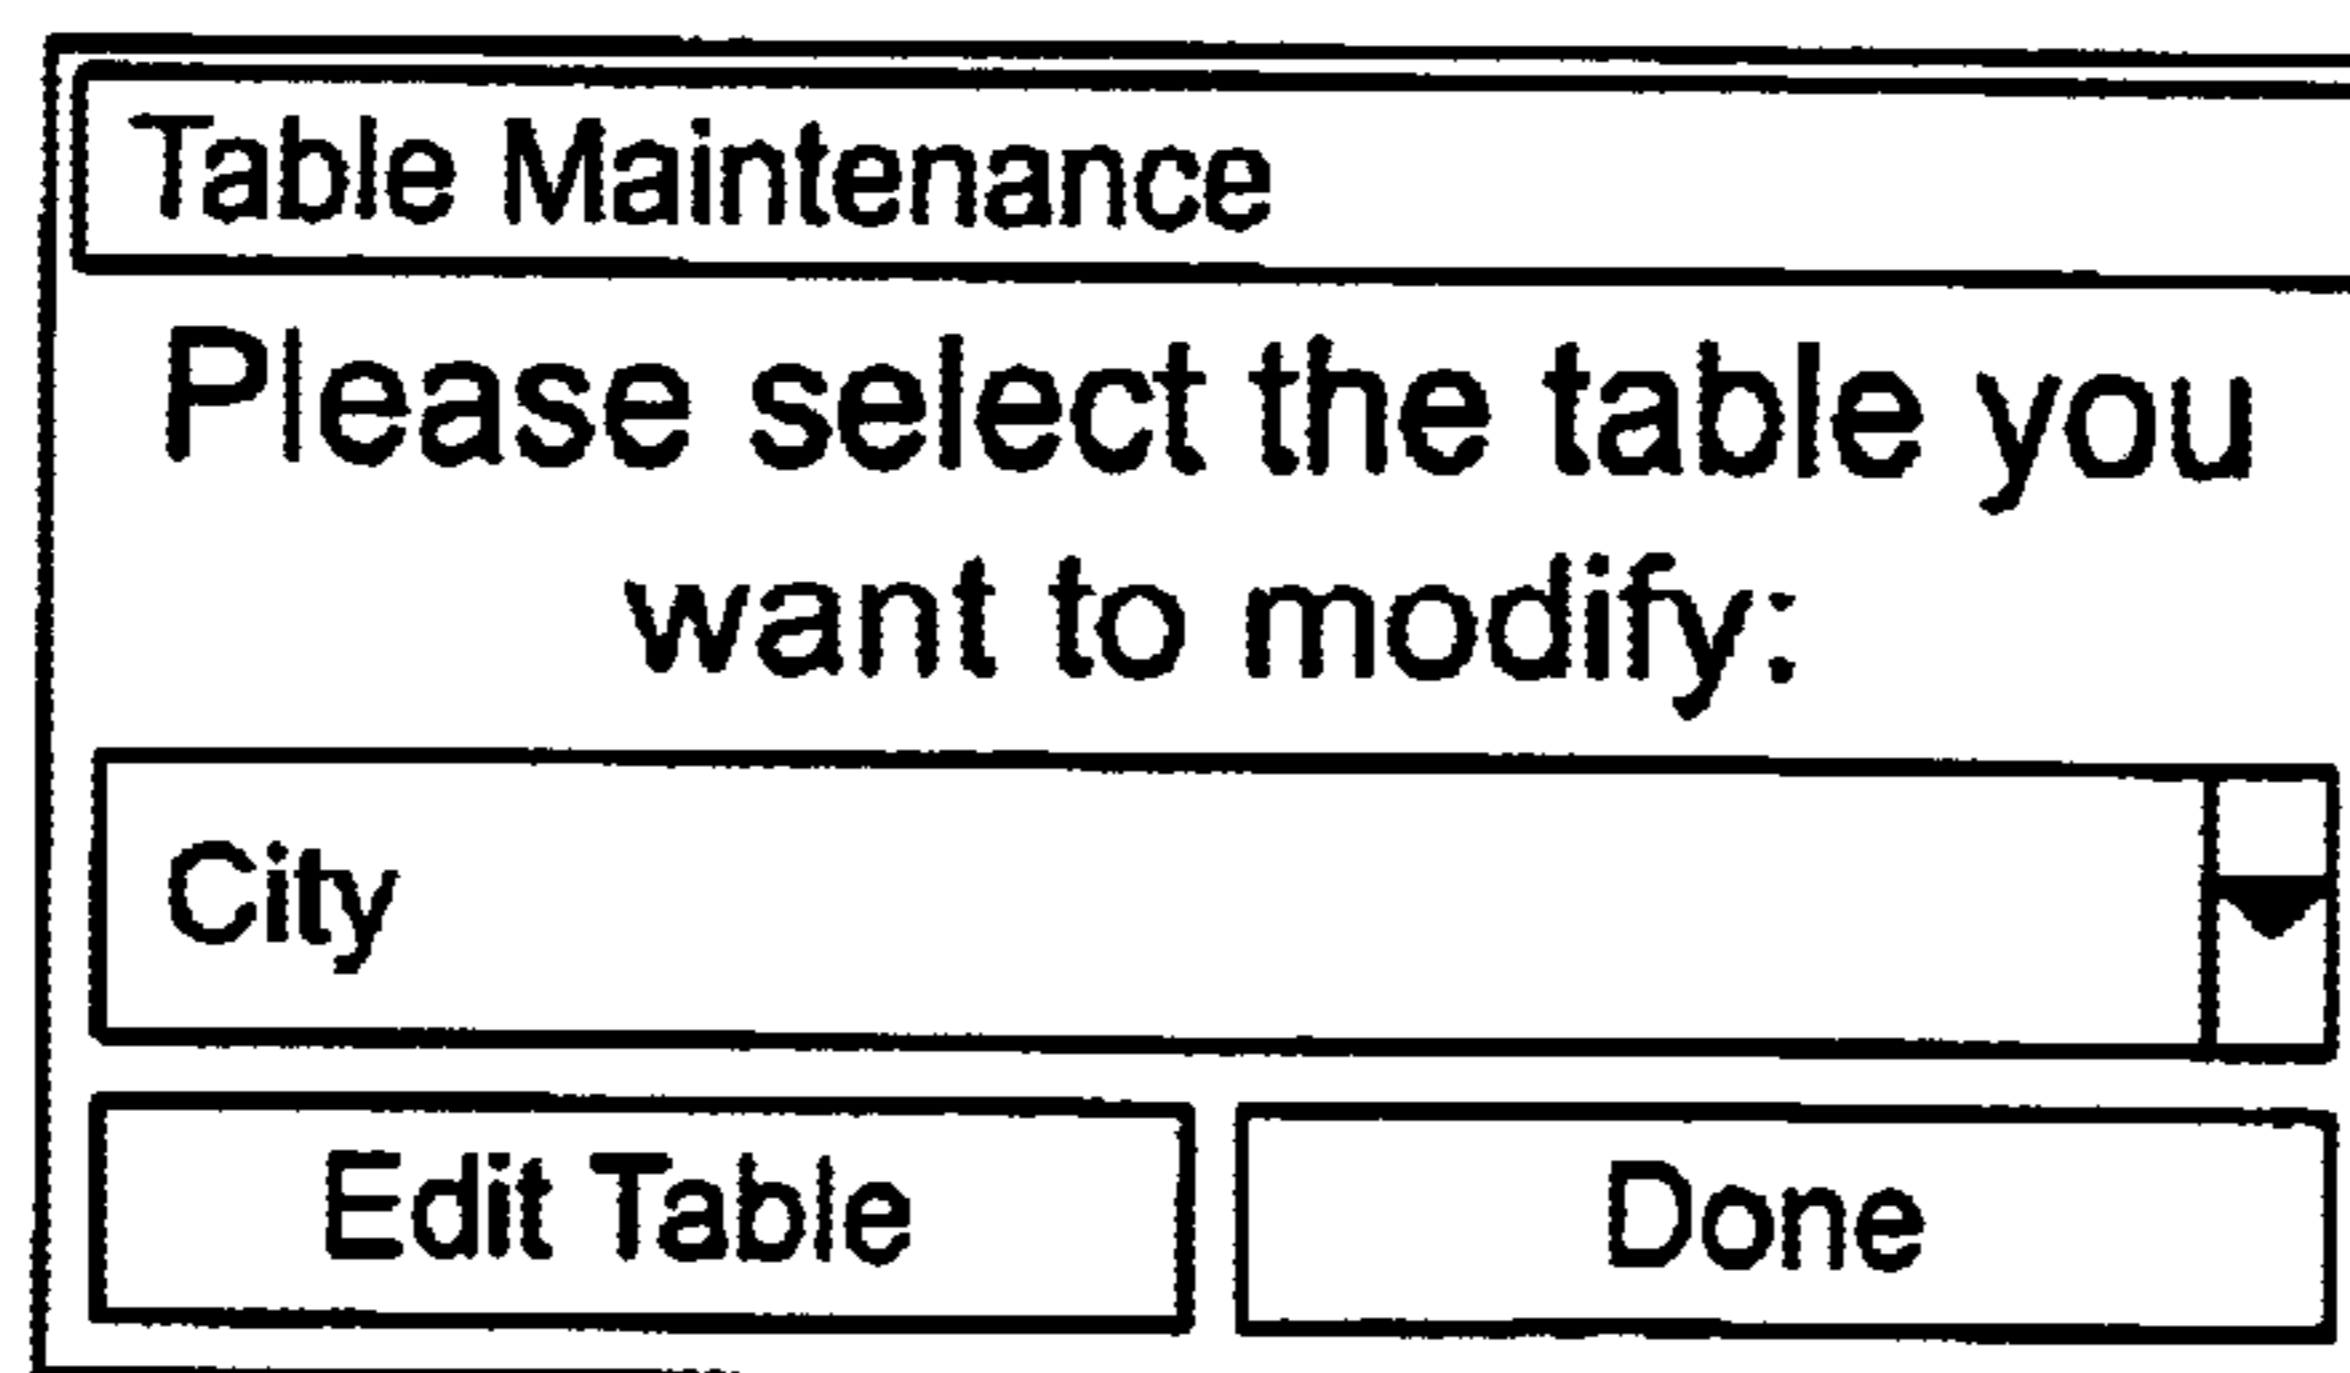 Table Maintenance
Please select the table you
want to modify:
City
Edit Table
Done